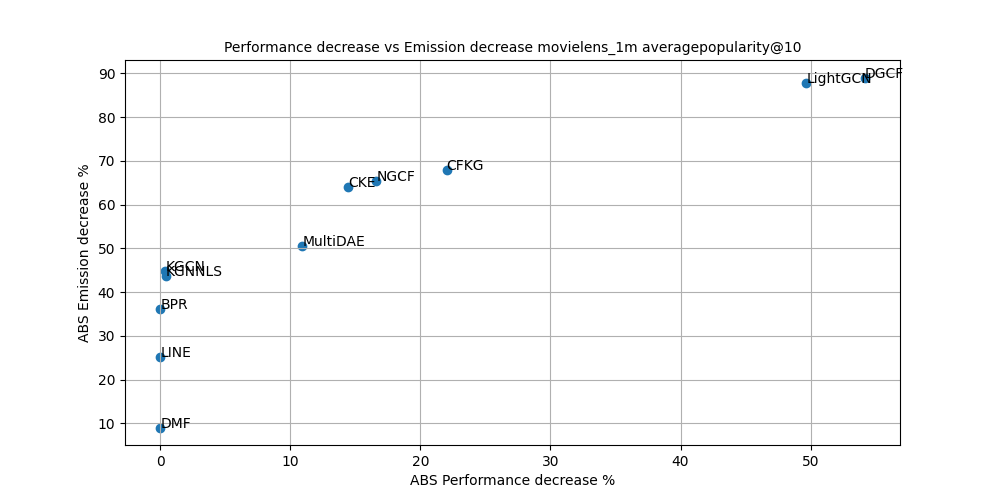 Performance decrease vs Emission decrease movielens_1m averagepopularity@10
90
80
70
60
50
40
30
20
10
ABS Emission decrease %
DGCF
LightGCN
CFKG
NGCF
CKE
MultiDAE
KGCN
KGNNLS
BPR
LINE
DMF
0 10 20 30 40 50
ABS Performance decrease %